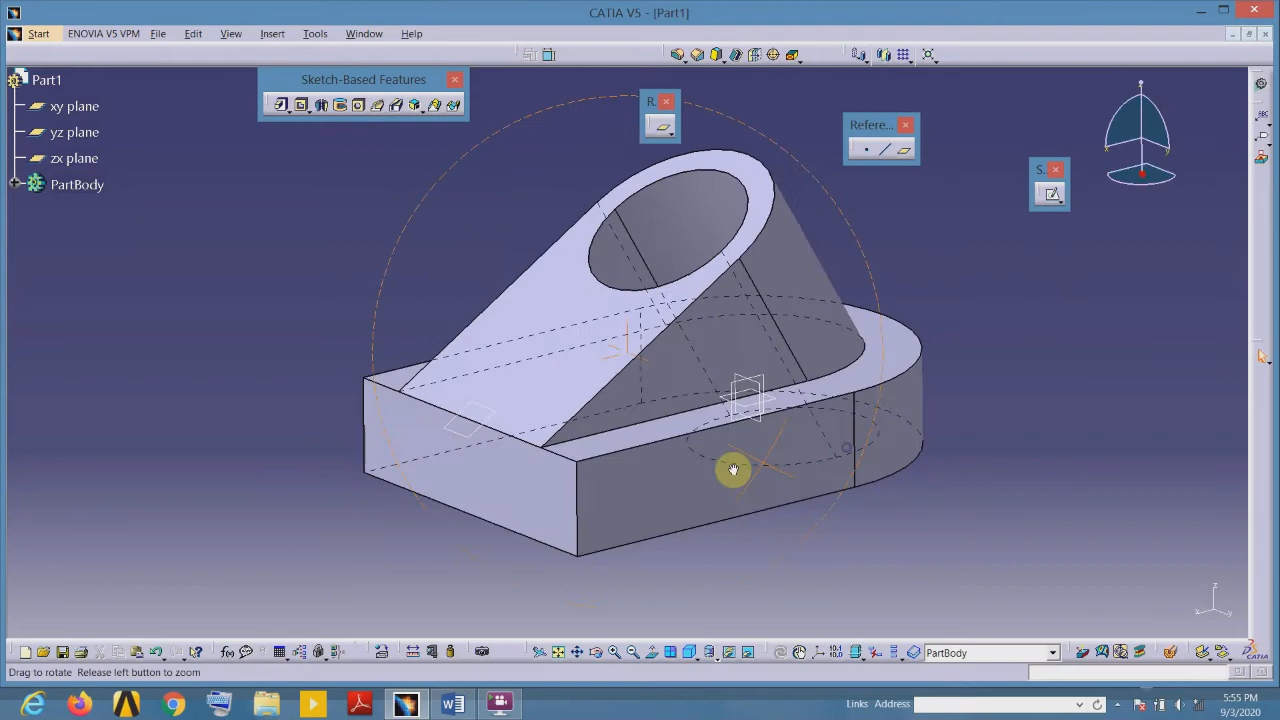 CATIA V5 - [Part1]
Start ENOVIA V5 VPM File Edit View Insert Tools Window Help
Part1
xy plane
yz plane
zx plane
PartBody
Sketch-Based Features
R.
Refere...
S.
z
x
y
PartBody
CATIA
Drag to rotate Release left button to zoom
Links Address
5:55 PM
9/3/2020